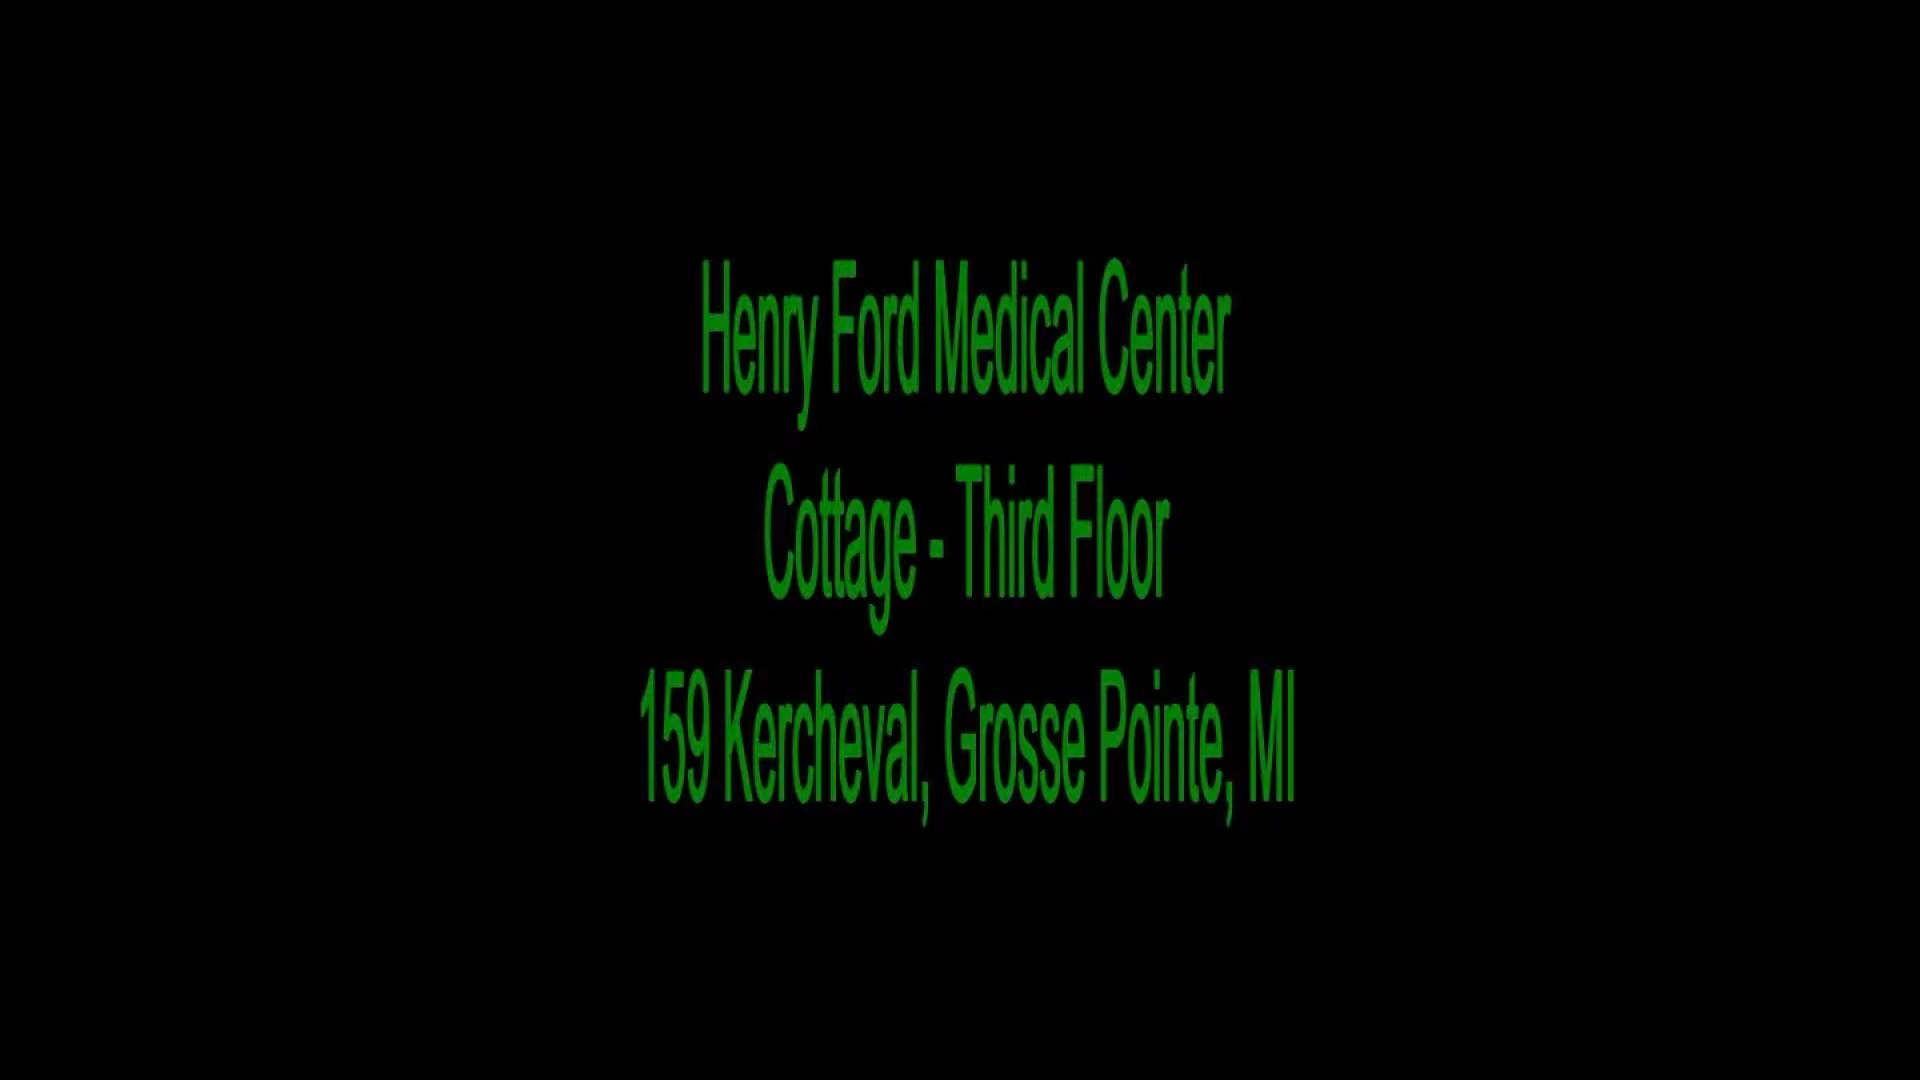 Henry Ford Medical Center
Cottage - Third Floor
159 Kercheval, Grosse Pointe, MI